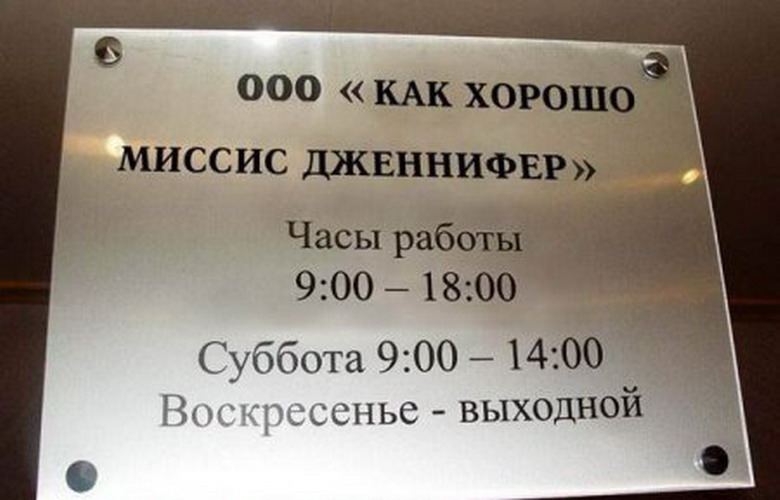 ООО «КАК ХОРОШО
МИССИС ДЖЕННИФЕР»
Часы работы
9:00 – 18:00
Суббота 9:00 – 14:00
Воскресенье - выходной